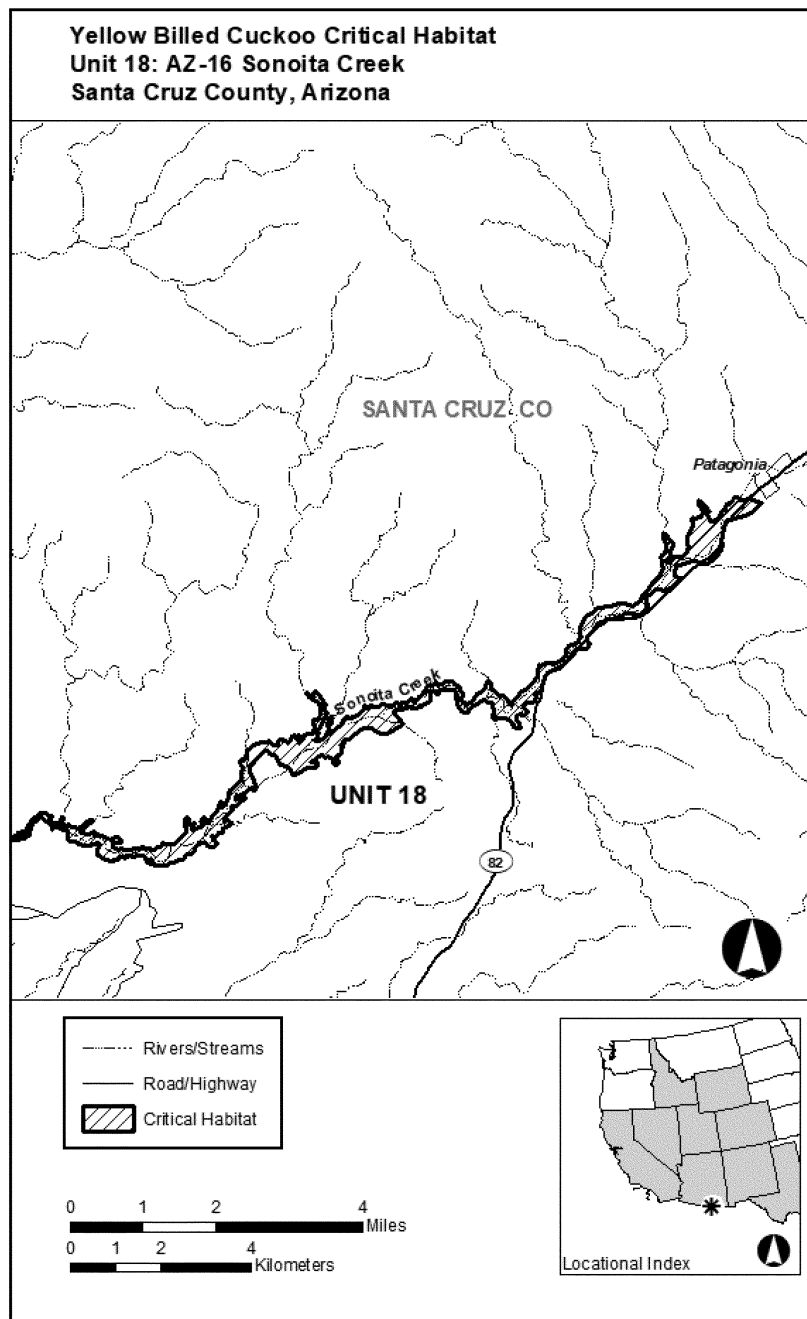 Yellow Billed Cuckoo Critical Habitat
Unit 18: AZ-16 Sonoita Creek
Santa Cruz County, Arizona
SANTA CRUZ CO
Patagonia
Sonoita Creek
UNIT 18
82
Rivers/Streams
Road/Highway
Critical Habitat
0 1 2 4
Miles
0 1 2 4
Kilometers
Locational Index